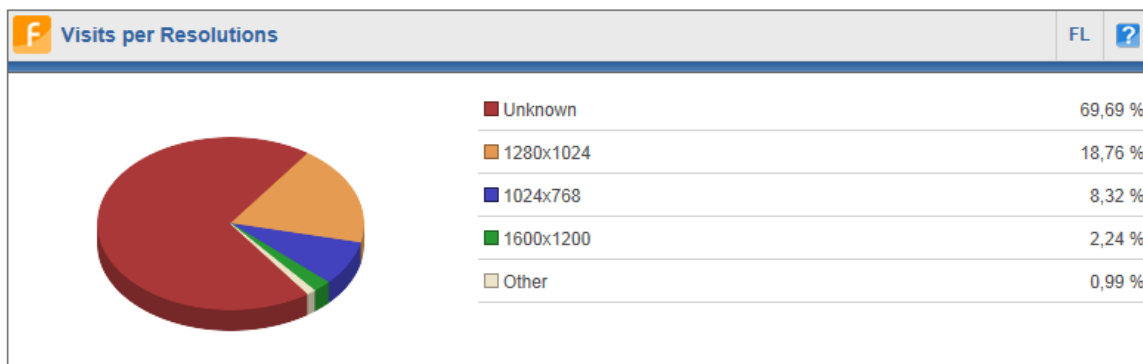 Visits per Resolutions FL ?
Unknown 69,69 %
1280x1024 18,76 %
1024x768 8,32 %
1600x1200 2,24 %
Other 0,99 %